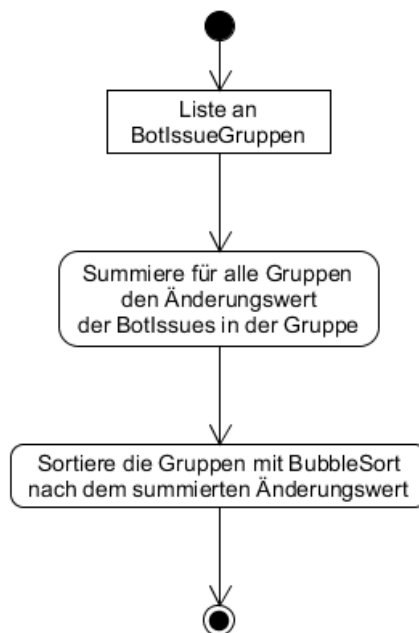 Liste an
BotIssueGruppen
Summiere für alle Gruppen
den Änderungswert
der BotIssues in der Gruppe
Sortiere die Gruppen mit BubbleSort
nach dem summierten Änderungswert